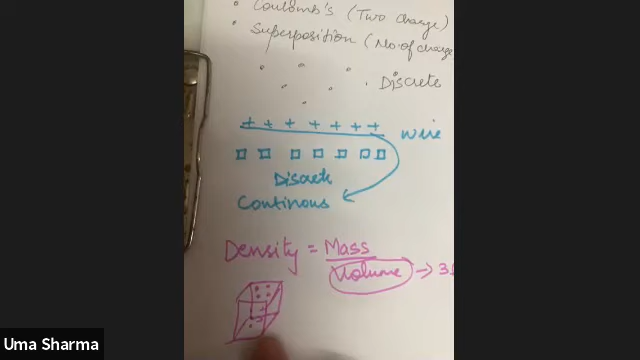 • Coulomb's (Two charge)
• Superposition (No of charge
Discrete
+ + + + + + +
wire
Discrete
Continous
Density = Mass
Volume → 3
Uma Sharma